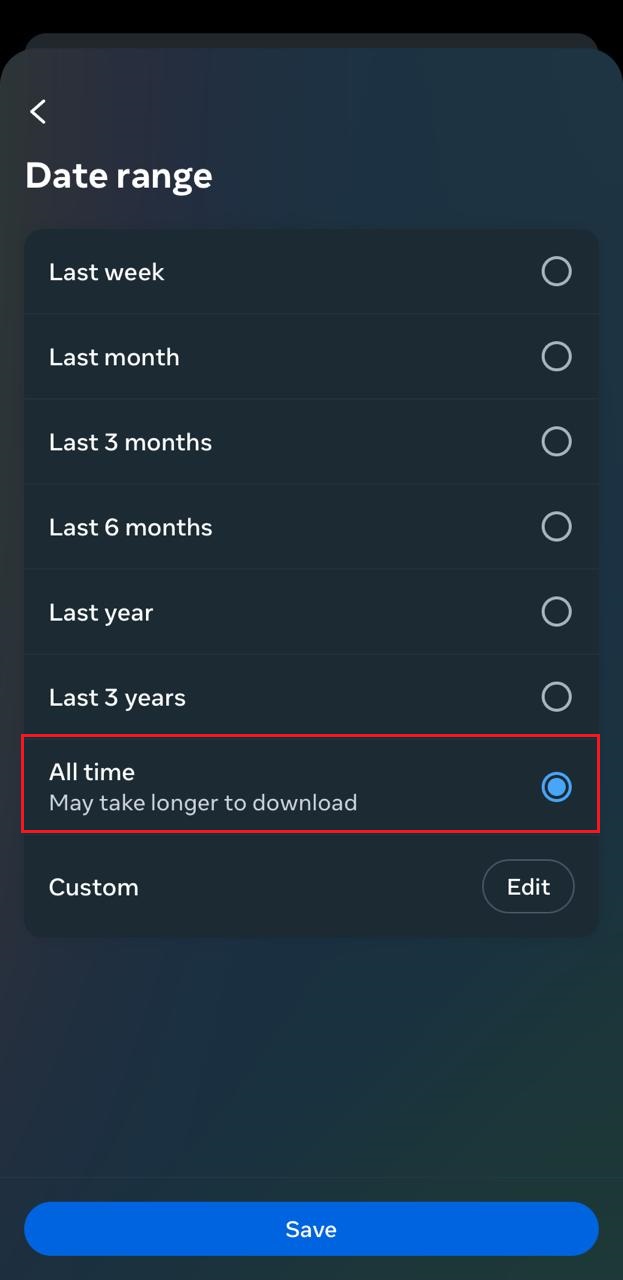 Date range
Last week
Last month
Last 3 months
Last 6 months
Last year
Last 3 years
All time
May take longer to download
Custom
Edit
Save